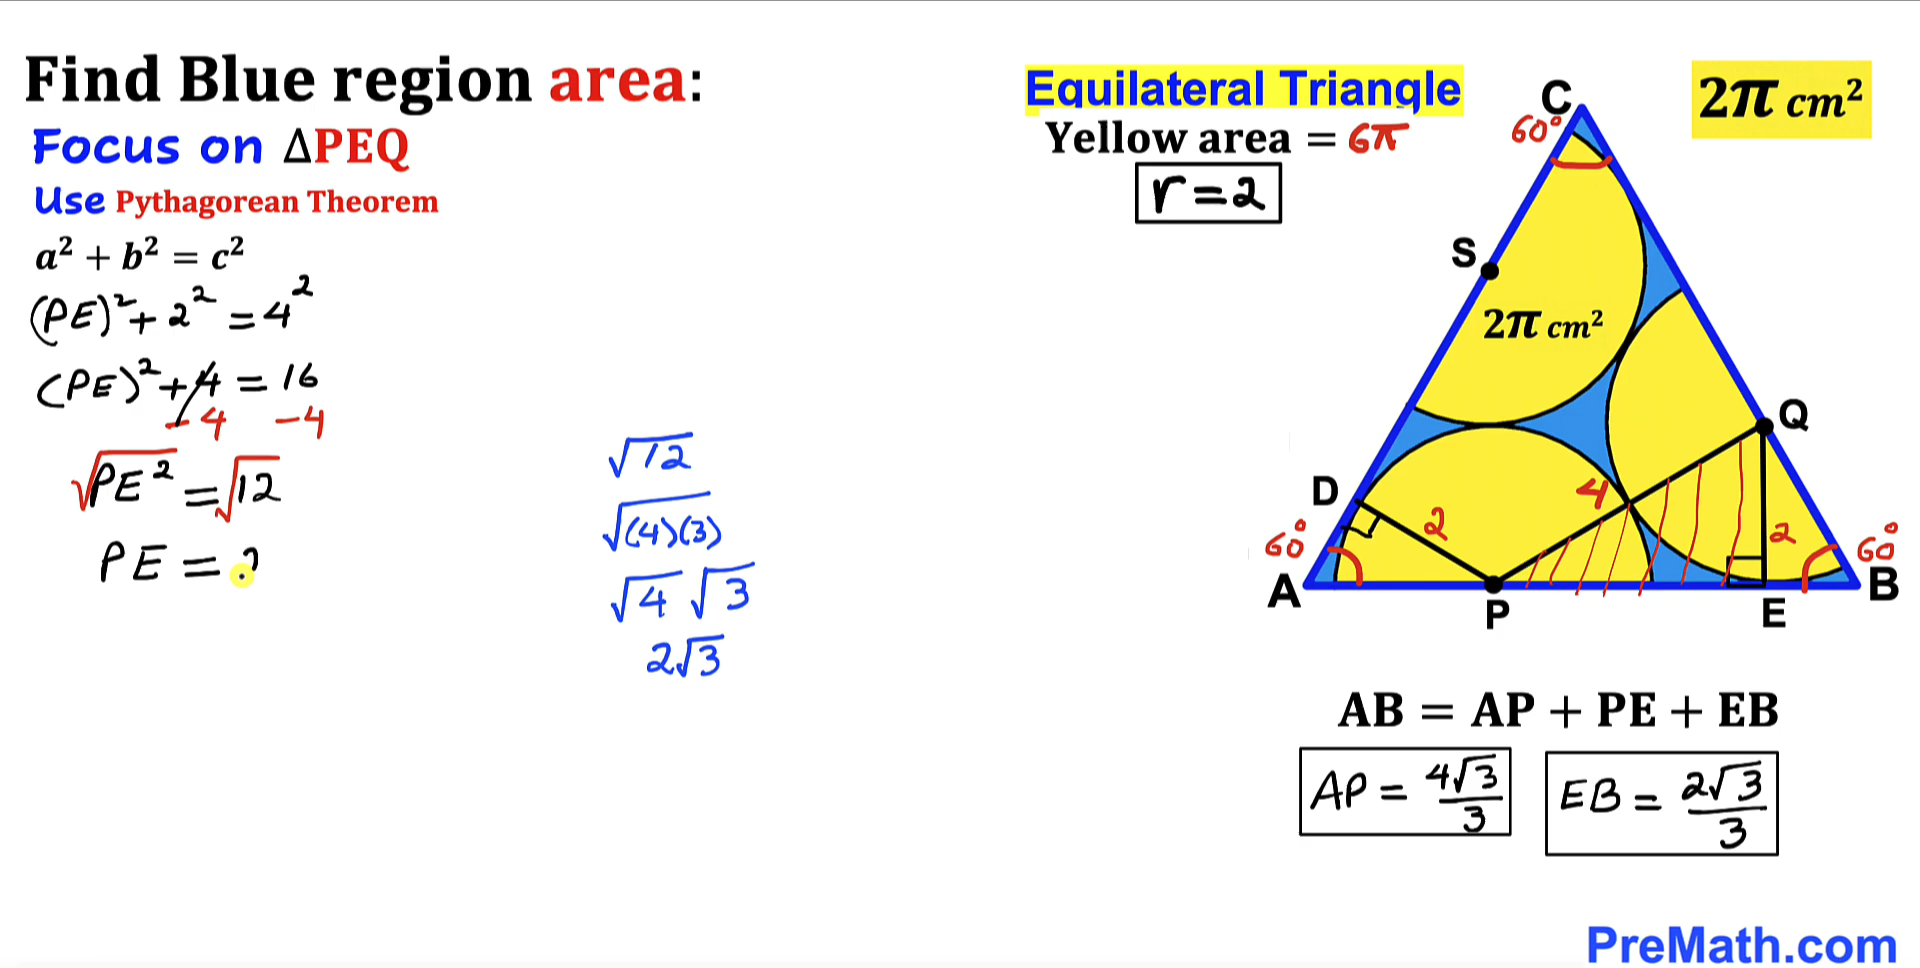 Find Blue region area:
Focus on ΔPEQ
Use Pythagorean Theorem
a² + b² = c²
(PE)² + 2² = 4²
(PE)² + 4 = 16
- 4 -4
√PE² = √12
PE = 2
√12
√(4)(3)
√4 √3
2√3
Equilateral Triangle
Yellow area = 6π
r = 2
2π cm²
C
60°
S
2π cm²
Q
D
4
2
2
60°
60°
A
P
E
B
AB = AP + PE + EB
AP = 4√3/3
EB = 2√3/3
PreMath.com